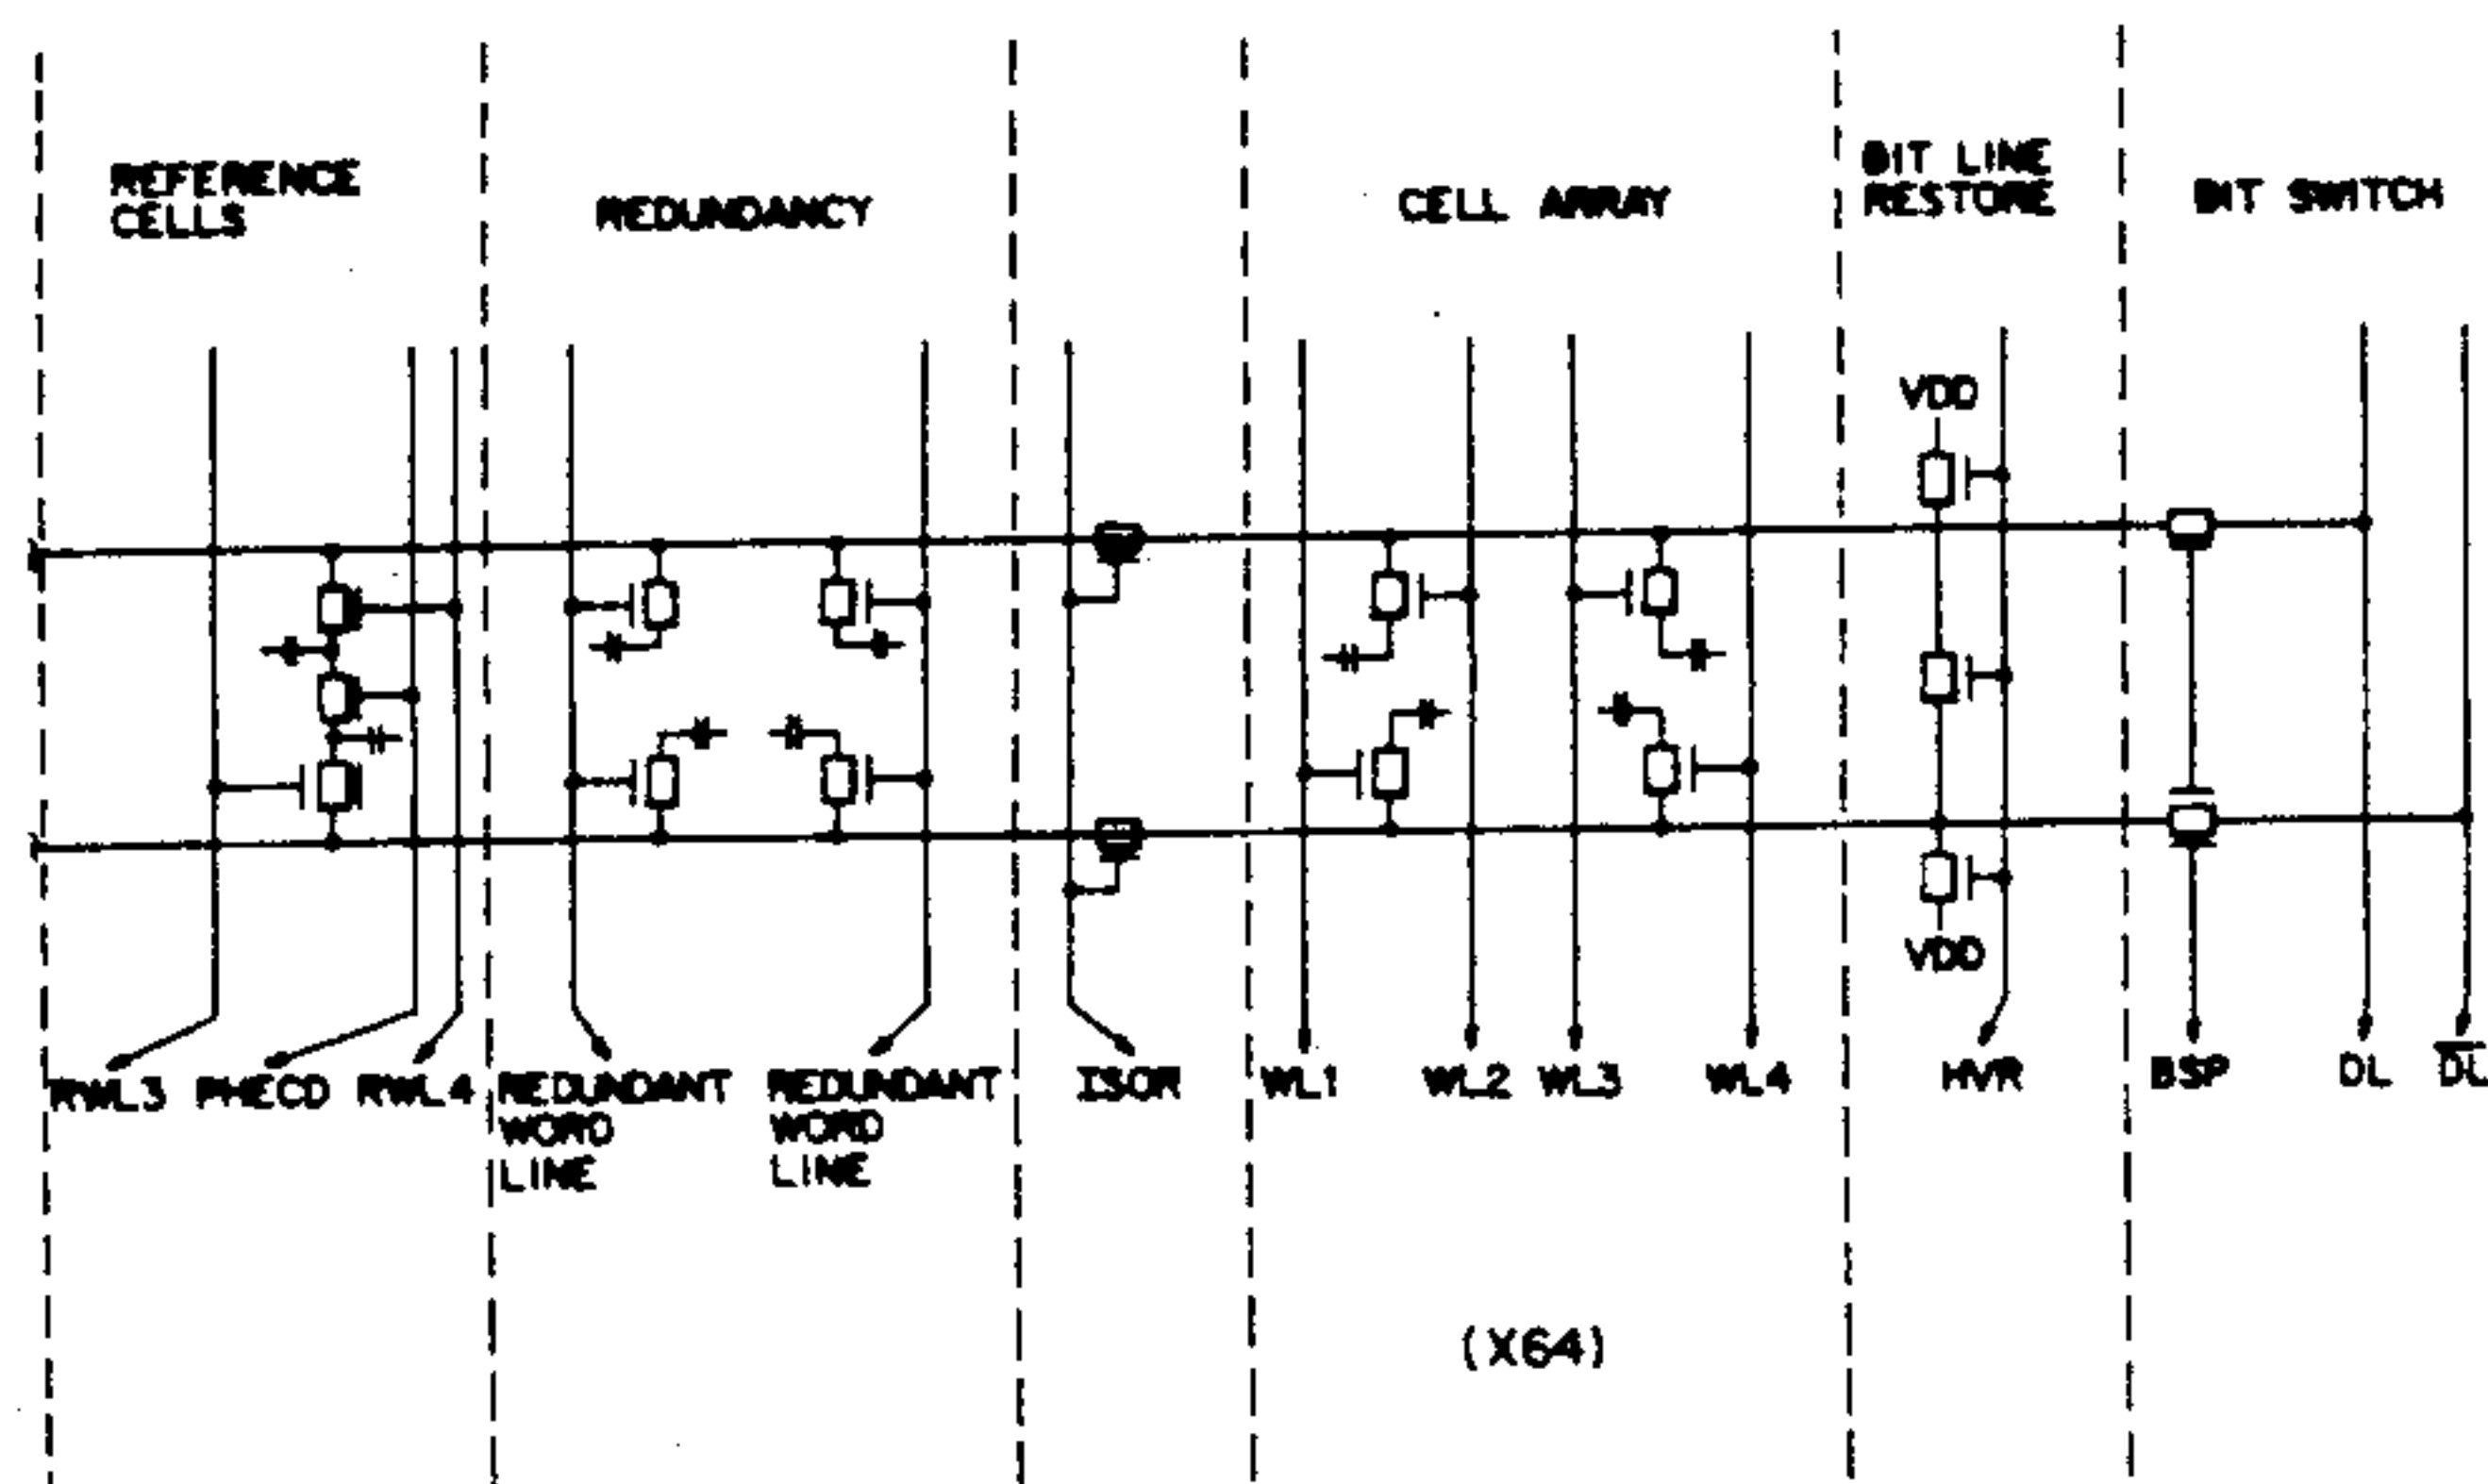 REFERENCE
CELLS
REDUNDANCY
CELL ARRAY
BIT LINE
RESTORE
BIT SWITCH
VDD
VDD
RWL3
PHECD
RWL4
REDUNDANT
WORD
LINE
REDUNDANT
WORD
LINE
ISOR
WL1
WL2
WL3
WL4
HVR
BSP
DL
D̅L̅
(X64)